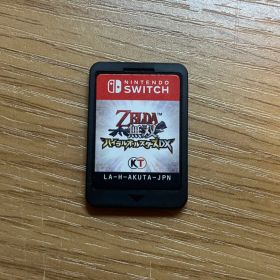 NINTENDO
SWITCH
ZELDA
無双
ハイラルオールスターズDX
KT
LA-H-AKUTA-JPN